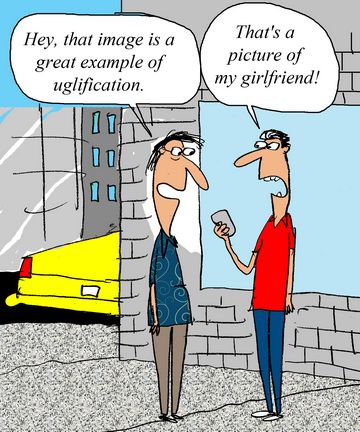 Hey, that image is a
great example of
uglification.
That's a
picture of
my girlfriend!